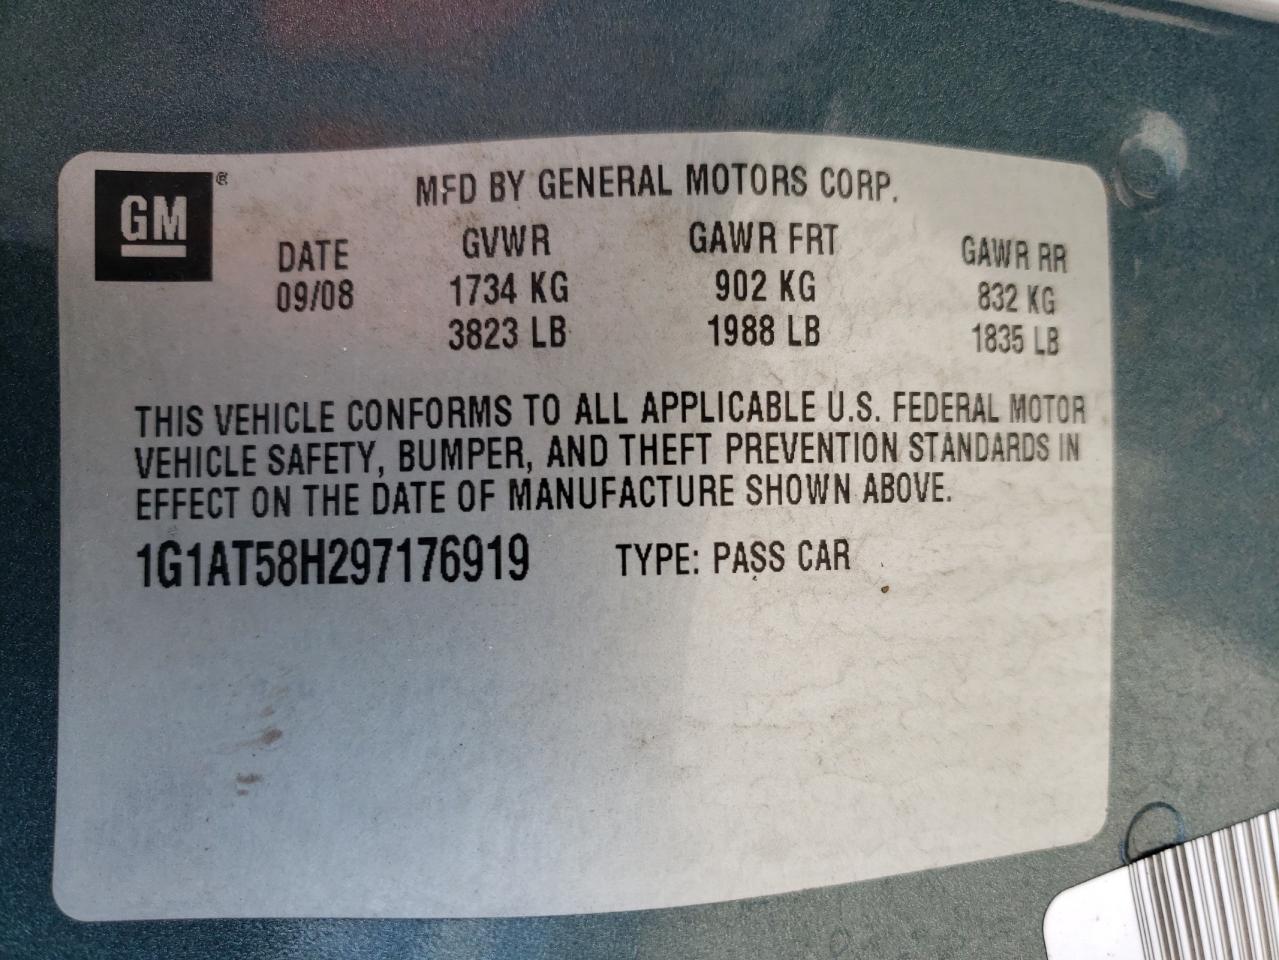 GM®
MFD BY GENERAL MOTORS CORP.
DATE GVWR GAWR FRT GAWR RR
09/08 1734 KG 902 KG 832 KG
3823 LB 1988 LB 1835 LB
THIS VEHICLE CONFORMS TO ALL APPLICABLE U.S. FEDERAL MOTOR
VEHICLE SAFETY, BUMPER, AND THEFT PREVENTION STANDARDS IN
EFFECT ON THE DATE OF MANUFACTURE SHOWN ABOVE.
1G1AT58H297176919 TYPE: PASS CAR